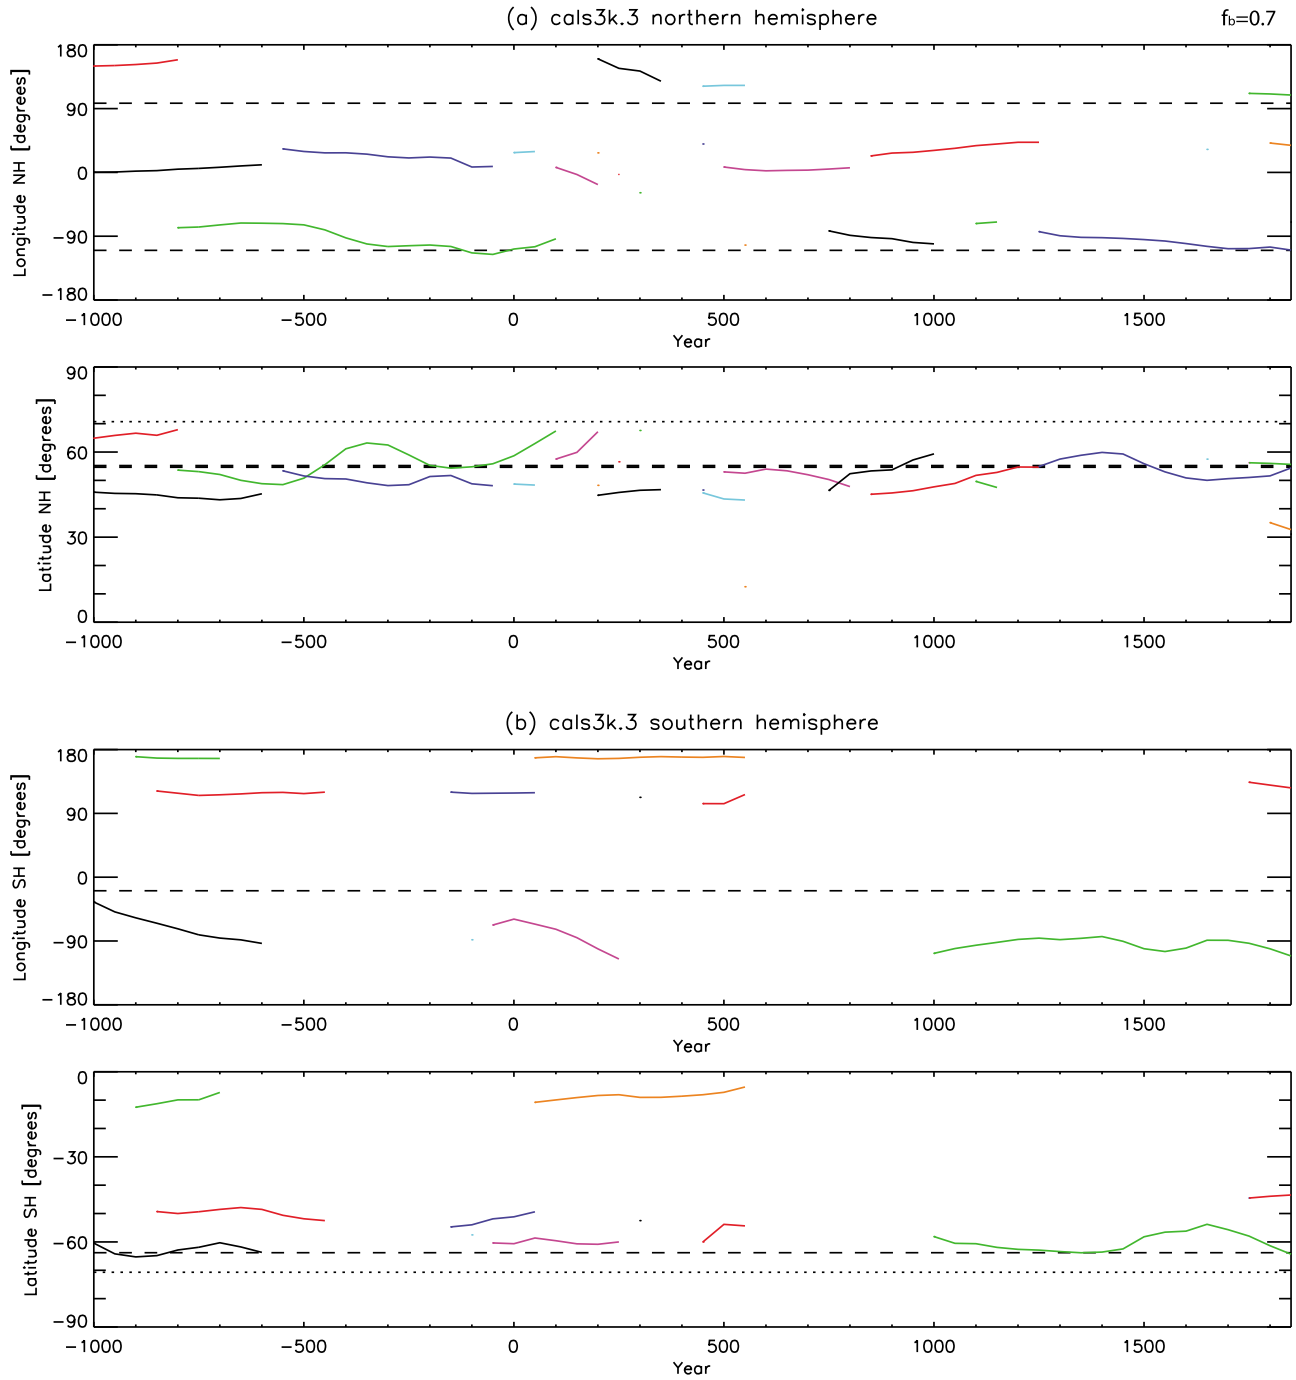 (a) cals3k.3 northern hemisphere
f_b=0.7
Longitude NH [degrees]
180
90
0
−90
−180
−1000 −500 0 500 1000 1500
Year
Latitude NH [degrees]
90
60
30
0
−1000 −500 0 500 1000 1500
Year
(b) cals3k.3 southern hemisphere
Longitude SH [degrees]
180
90
0
−90
−180
−1000 −500 0 500 1000 1500
Year
Latitude SH [degrees]
0
−30
−60
−90
−1000 −500 0 500 1000 1500
Year